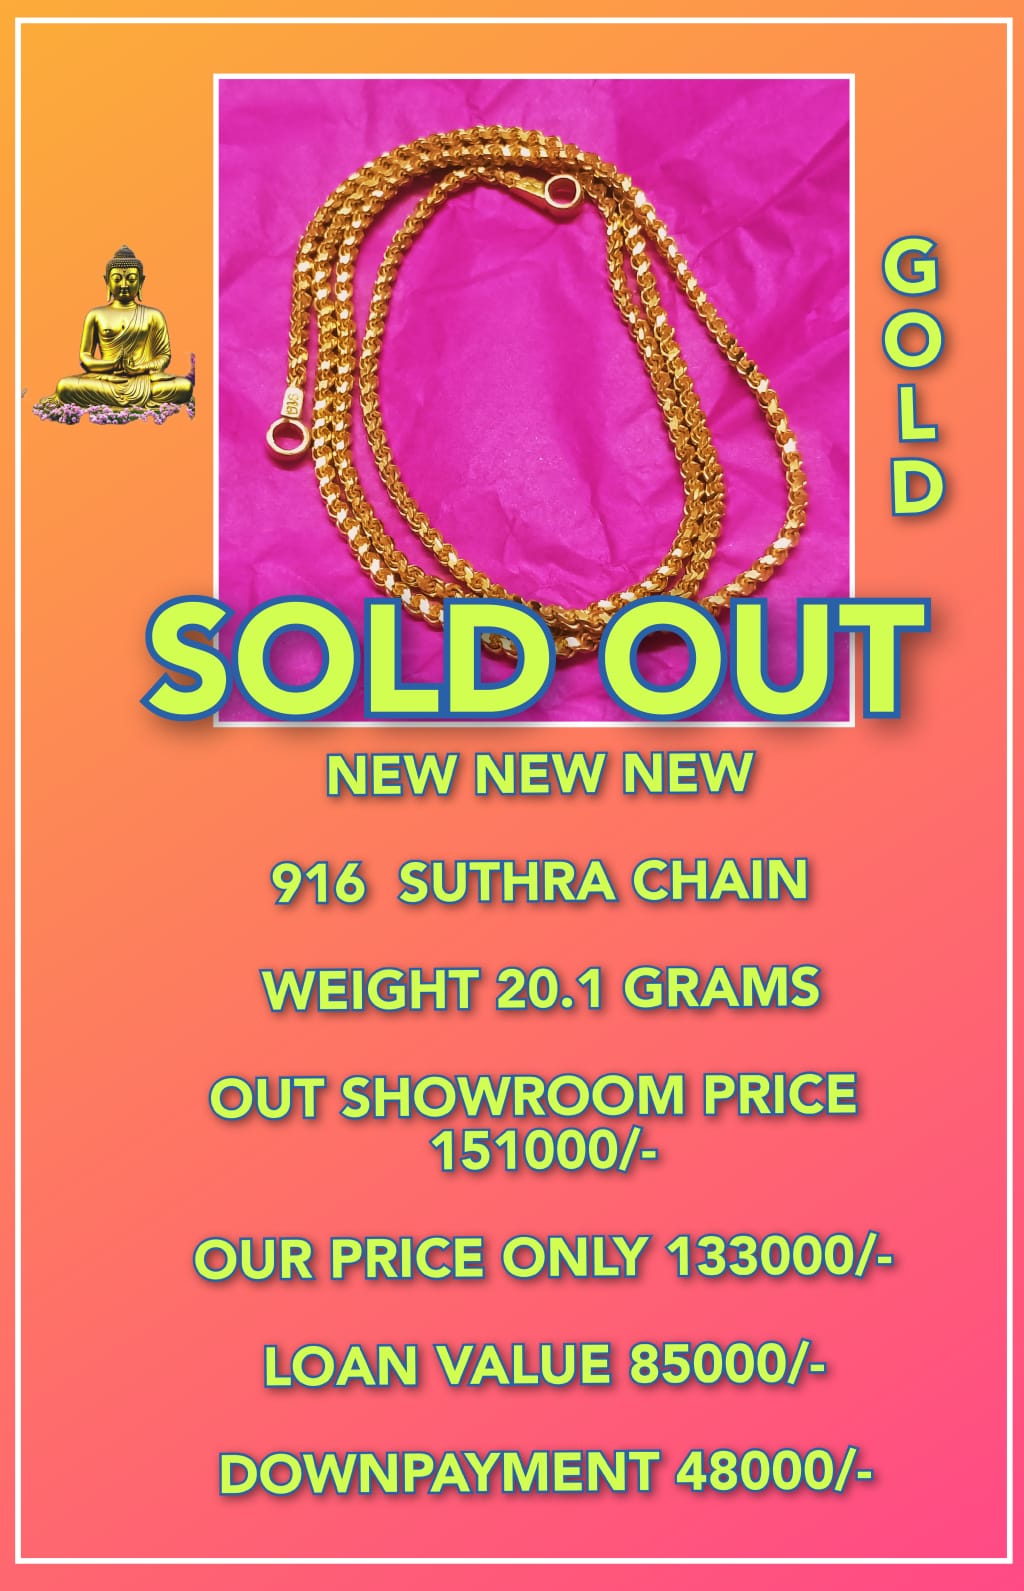 GOLD
916
SOLD OUT
NEW NEW NEW
916 SUTHRA CHAIN
WEIGHT 20.1 GRAMS
OUT SHOWROOM PRICE
151000/-
OUR PRICE ONLY 133000/-
LOAN VALUE 85000/-
DOWNPAYMENT 48000/-